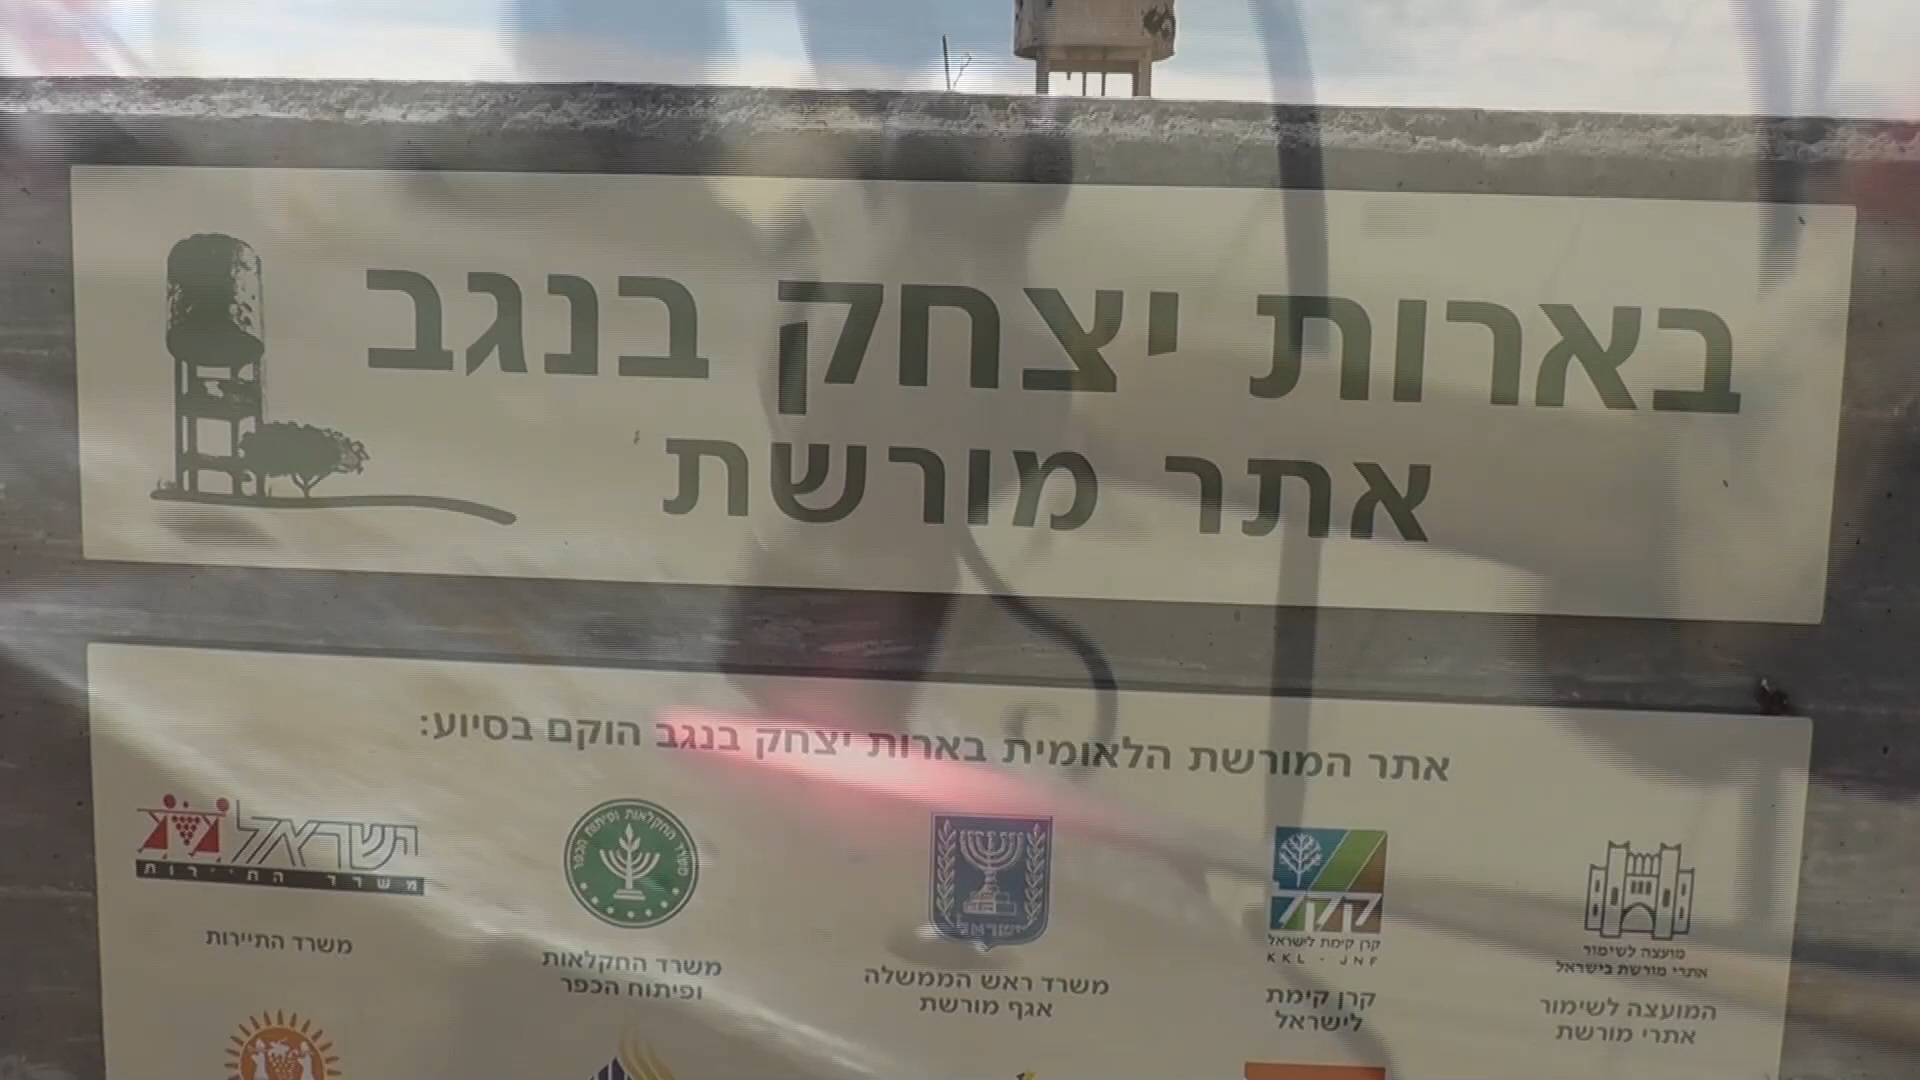 בארות יצחק בנגב
אתר מורשת
אתר המורשת הלאומית בארות יצחק בנגב הוקם בסיוע:
מועצה לשימור
אתרי מורשת בישראל
המועצה לשימור
אתרי מורשת
קקל
קרן קימת לישראל
KKL - JNF
קרן קימת
לישראל
ישראל
משרד ראש הממשלה
אגף מורשת
משרד החקלאות ופיתוח הכפר
משרד החקלאות
ופיתוח הכפר
ישראל
משרד התיירות
משרד התיירות